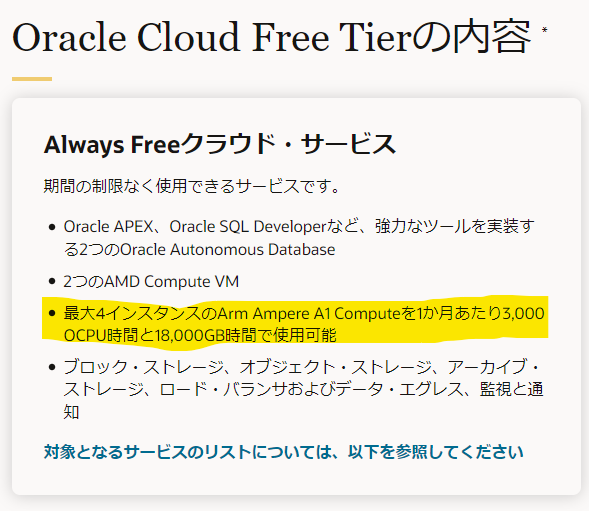 Oracle Cloud Free Tierの内容 *
Always Freeクラウド・サービス
期間の制限なく使用できるサービスです。
• Oracle APEX、Oracle SQL Developerなど、強力なツールを実装す
る2つのOracle Autonomous Database
• 2つのAMD Compute VM
• 最大4インスタンスのArm Ampere A1 Computeを1か月あたり3,000
OCPU時間と18,000GB時間で使用可能
• ブロック・ストレージ、オブジェクト・ストレージ、アーカイブ・
ストレージ、ロード・バランサおよびデータ・エグレス、監視と通
知
対象となるサービスのリストについては、以下を参照してください